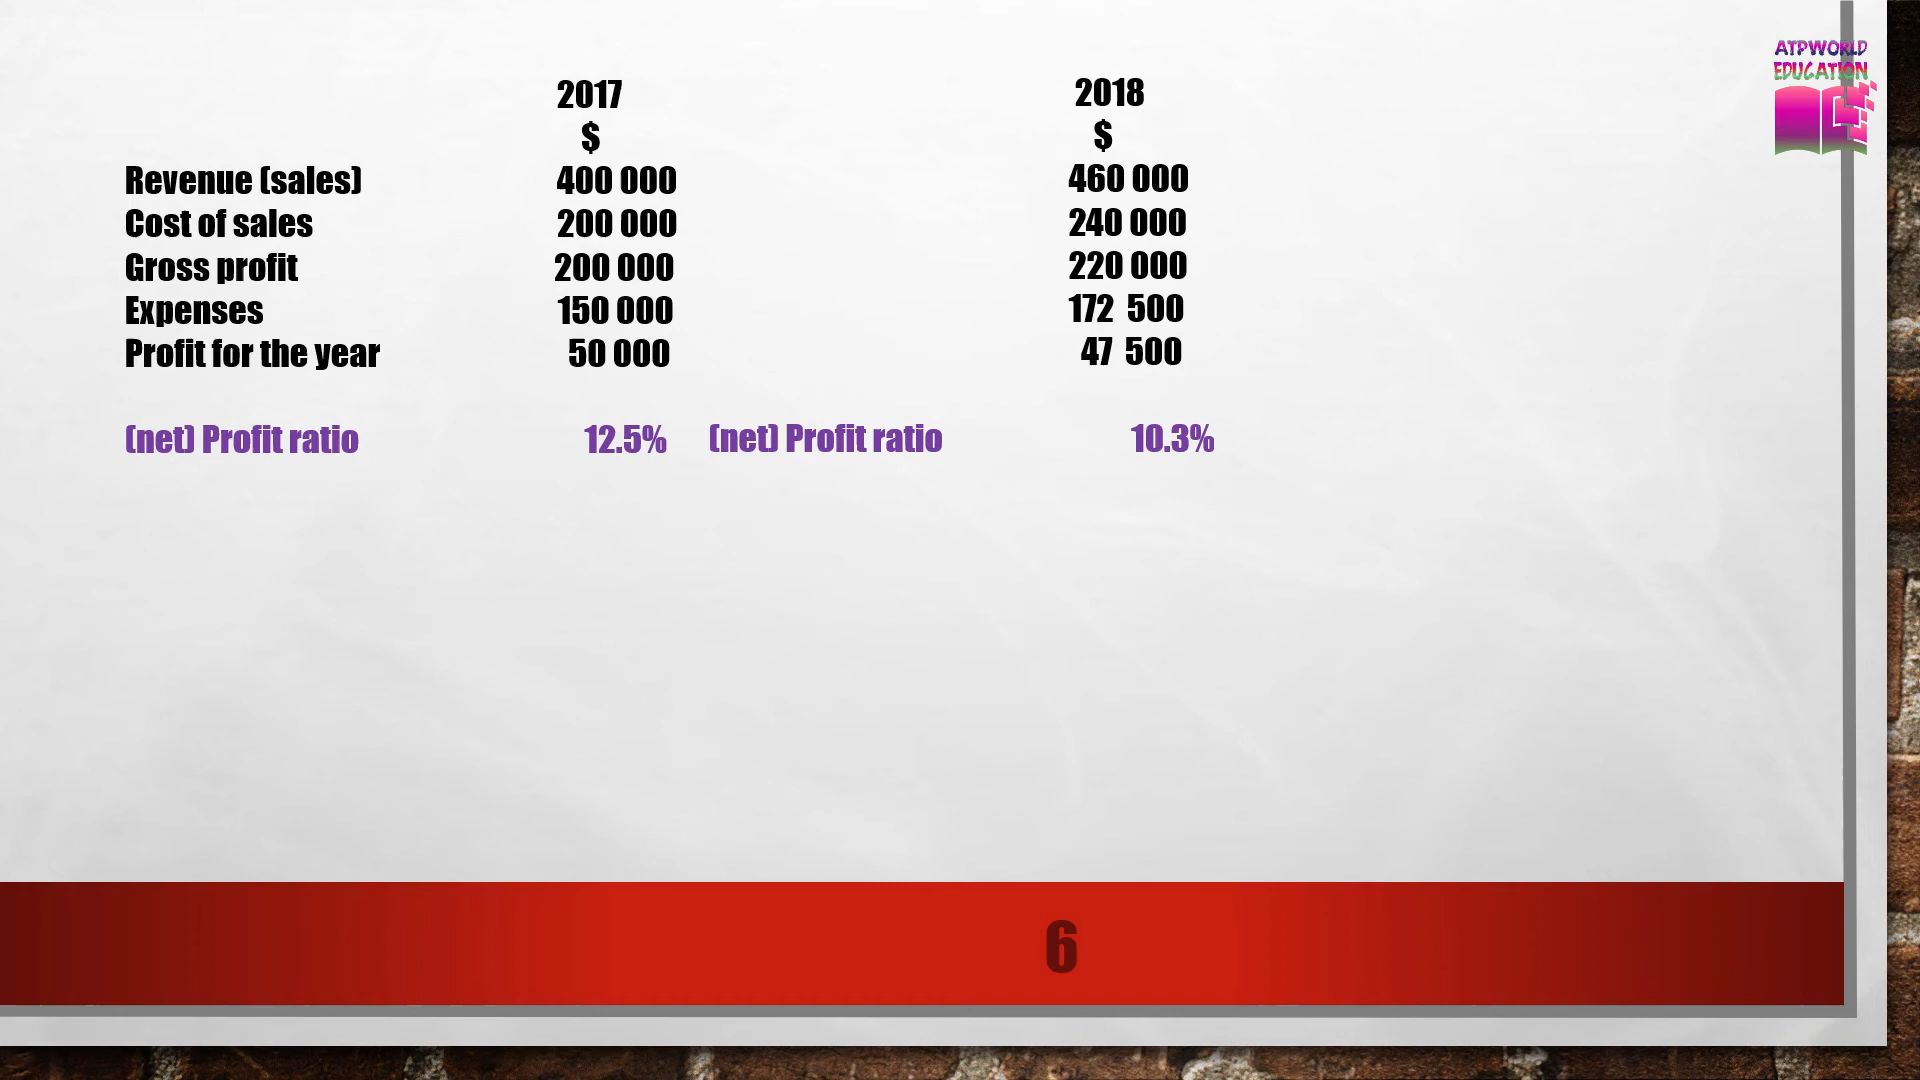 ATPWORLD
EDUCATION
2017 2018
$ $
Revenue (sales) 400 000 460 000
Cost of sales 200 000 240 000
Gross profit 200 000 220 000
Expenses 150 000 172 500
Profit for the year 50 000 47 500
(net) Profit ratio 12.5% (net) Profit ratio 10.3%
6